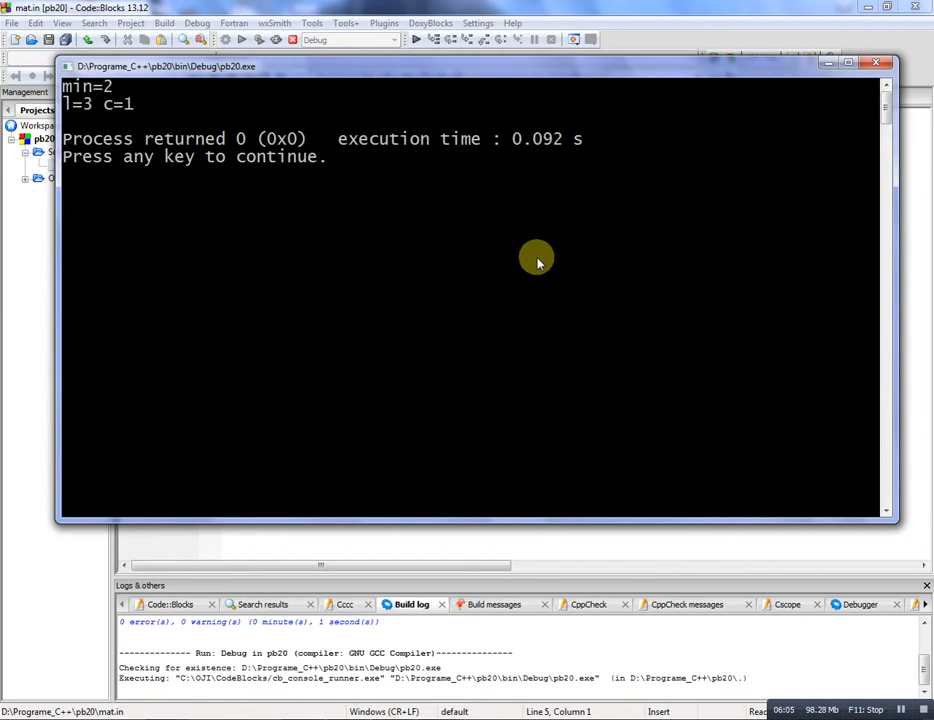 mat.in [pb20] - Code::Blocks 13.12
File Edit View Search Project Build Debug Fortran wxSmith Tools Tools+ Plugins DoxyBlocks Settings Help
Debug
D:\Programe_C++\pb20\bin\Debug\pb20.exe
min=2
l=3 c=1
Process returned 0 (0x0) execution time : 0.092 s
Press any key to continue.
Management
Projects
Workspa
pb20
So
O
Logs & others
Code::Blocks Search results Cccc Build log Build messages CppCheck CppCheck messages Cscope Debugger
0 error(s), 0 warning(s) (0 minute(s), 1 second(s))
-------------- Run: Debug in pb20 (compiler: GNU GCC Compiler)---------------
Checking for existence: D:\Programe_C++\pb20\bin\Debug\pb20.exe
Executing: "C:\OJI\CodeBlocks/cb_console_runner.exe" "D:\Programe_C++\pb20\bin\Debug\pb20.exe" (in D:\Programe_C++\pb20\.)
D:\Programe_C++\pb20\mat.in Windows (CR+LF) default Line 5, Column 1 Insert Rea
06:05 98.28 Mb F11: Stop